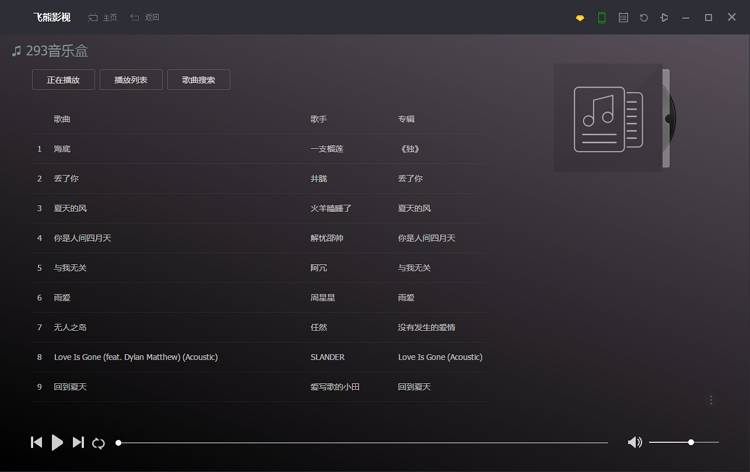 飞熊影视 主页 返回
293音乐盒
正在播放 播放列表 歌曲搜索
歌曲 歌手 专辑
1 海底 一支榴莲 《独》
2 丢了你 井胧 丢了你
3 夏天的风 火羊瞌睡了 夏天的风
4 你是人间四月天 解忧邵帅 你是人间四月天
5 与我无关 阿冗 与我无关
6 雨爱 周星星 雨爱
7 无人之岛 任然 没有发生的爱情
8 Love Is Gone (feat. Dylan Matthew) (Acoustic) SLANDER Love Is Gone (Acoustic)
9 回到夏天 爱写歌的小田 回到夏天